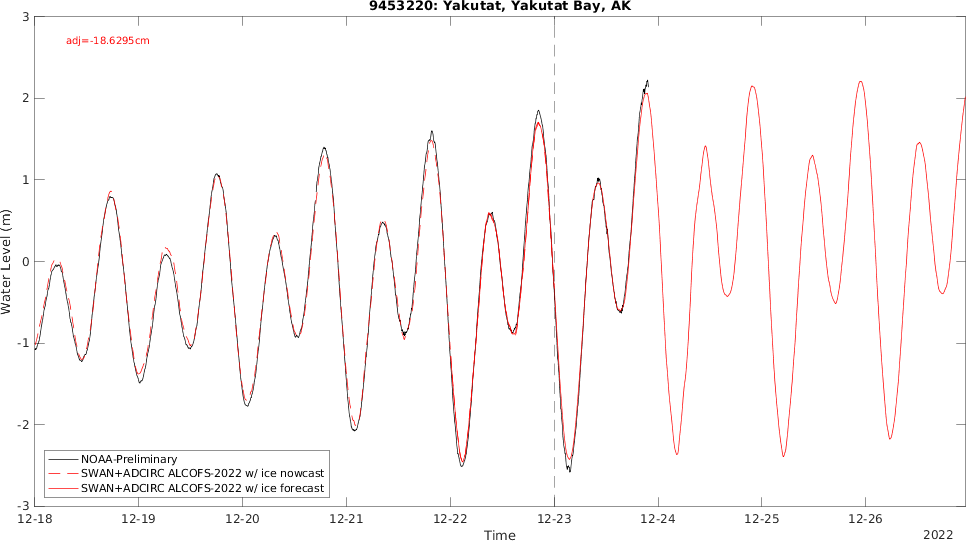 9453220: Yakutat, Yakutat Bay, AK
adj=-18.6295cm
Water Level (m)
3
2
1
0
-1
-2
-3
NOAA-Preliminary
SWAN+ADCIRC ALCOFS-2022 w/ ice nowcast
SWAN+ADCIRC ALCOFS-2022 w/ ice forecast
12-18 12-19 12-20 12-21 12-22 12-23 12-24 12-25 12-26
Time
2022